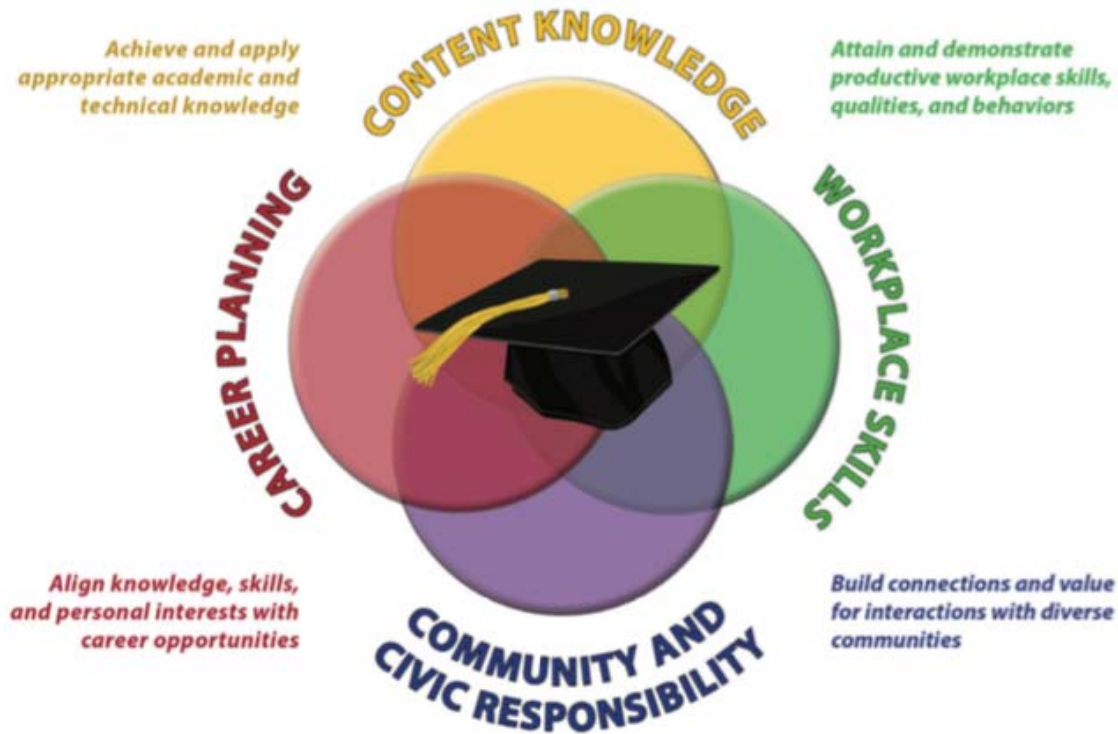 Achieve and apply
appropriate academic and
technical knowledge
CONTENT KNOWLEDGE
Attain and demonstrate
productive workplace skills,
qualities, and behaviors
CAREER PLANNING
WORKPLACE SKILLS
Align knowledge, skills,
and personal interests with
career opportunities
COMMUNITY AND
CIVIC RESPONSIBILITY
Build connections and value
for interactions with diverse
communities